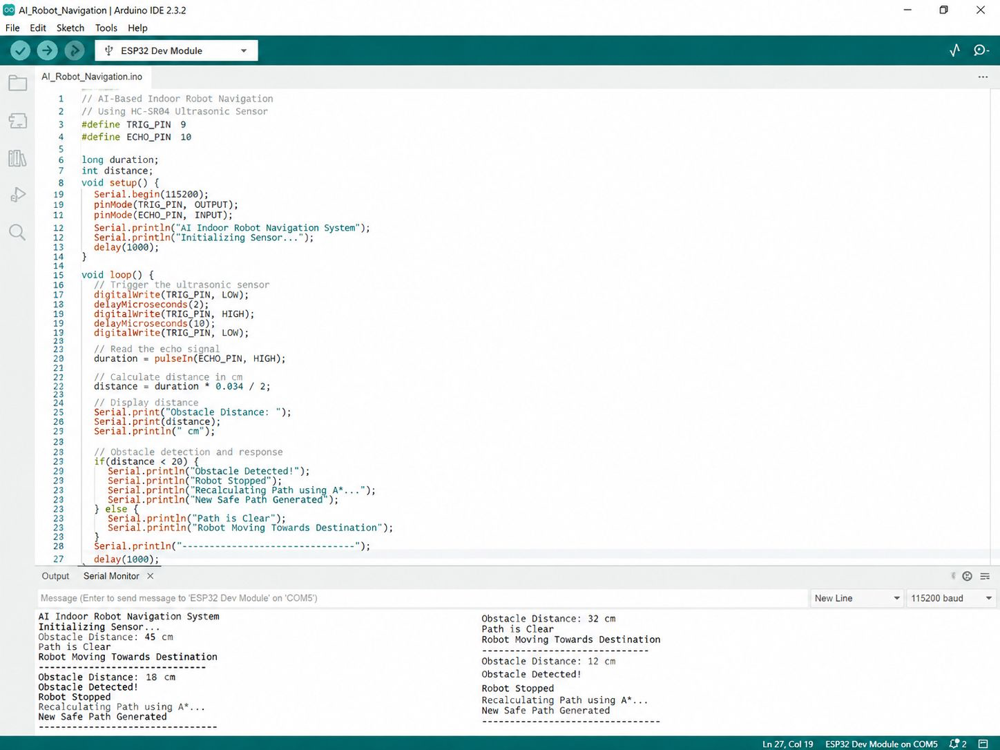 AI_Robot_Navigation | Arduino IDE 2.3.2
File Edit Sketch Tools Help
ESP32 Dev Module
AI_Robot_Navigation.ino
1 // AI-Based Indoor Robot Navigation
2 // Using HC-SR04 Ultrasonic Sensor
3 #define TRIG_PIN 9
4 #define ECHO_PIN 10
5
6 long duration;
7 int distance;
8 void setup() {
19 Serial.begin(115200);
19 pinMode(TRIG_PIN, OUTPUT);
11 pinMode(ECHO_PIN, INPUT);
12 Serial.println("AI Indoor Robot Navigation System");
12 Serial.println("Initializing Sensor...");
13 delay(1000);
14 }
14
15 void loop() {
16 // Trigger the ultrasonic sensor
17 digitalWrite(TRIG_PIN, LOW);
18 delayMicroseconds(2);
19 digitalWrite(TRIG_PIN, HIGH);
19 delayMicroseconds(10);
19 digitalWrite(TRIG_PIN, LOW);
23
23 // Read the echo signal
20 duration = pulseIn(ECHO_PIN, HIGH);
21
22 // Calculate distance in cm
22 distance = duration * 0.034 / 2;
23
24 // Display distance
25 Serial.print("Obstacle Distance: ");
26 Serial.print(distance);
29 Serial.println(" cm");
23
23 // Obstacle detection and response
23 if(distance < 20) {
29 Serial.println("Obstacle Detected!");
23 Serial.println("Robot Stopped");
23 Serial.println("Recalculating Path using A*...");
23 Serial.println("New Safe Path Generated");
23 } else {
23 Serial.println("Path is Clear");
23 Serial.println("Robot Moving Towards Destination");
23 }
28 Serial.println("--------------------------------");
27 delay(1000);
Output Serial Monitor
Message (Enter to send message to 'ESP32 Dev Module' on 'COM5') New Line 115200 baud
AI Indoor Robot Navigation System
Initializing Sensor...
Obstacle Distance: 45 cm
Path is Clear
Robot Moving Towards Destination
------------------------------
Obstacle Distance: 18 cm
Obstacle Detected!
Robot Stopped
Recalculating Path using A*...
New Safe Path Generated
--------------------------------
Obstacle Distance: 32 cm
Path is Clear
Robot Moving Towards Destination
------------------------------
Obstacle Distance: 12 cm
Obstacle Detected!
Robot Stopped
Recalculating Path using A*...
New Safe Path Generated
--------------------------------
Ln 27, Col 19 ESP32 Dev Module on COM5 2